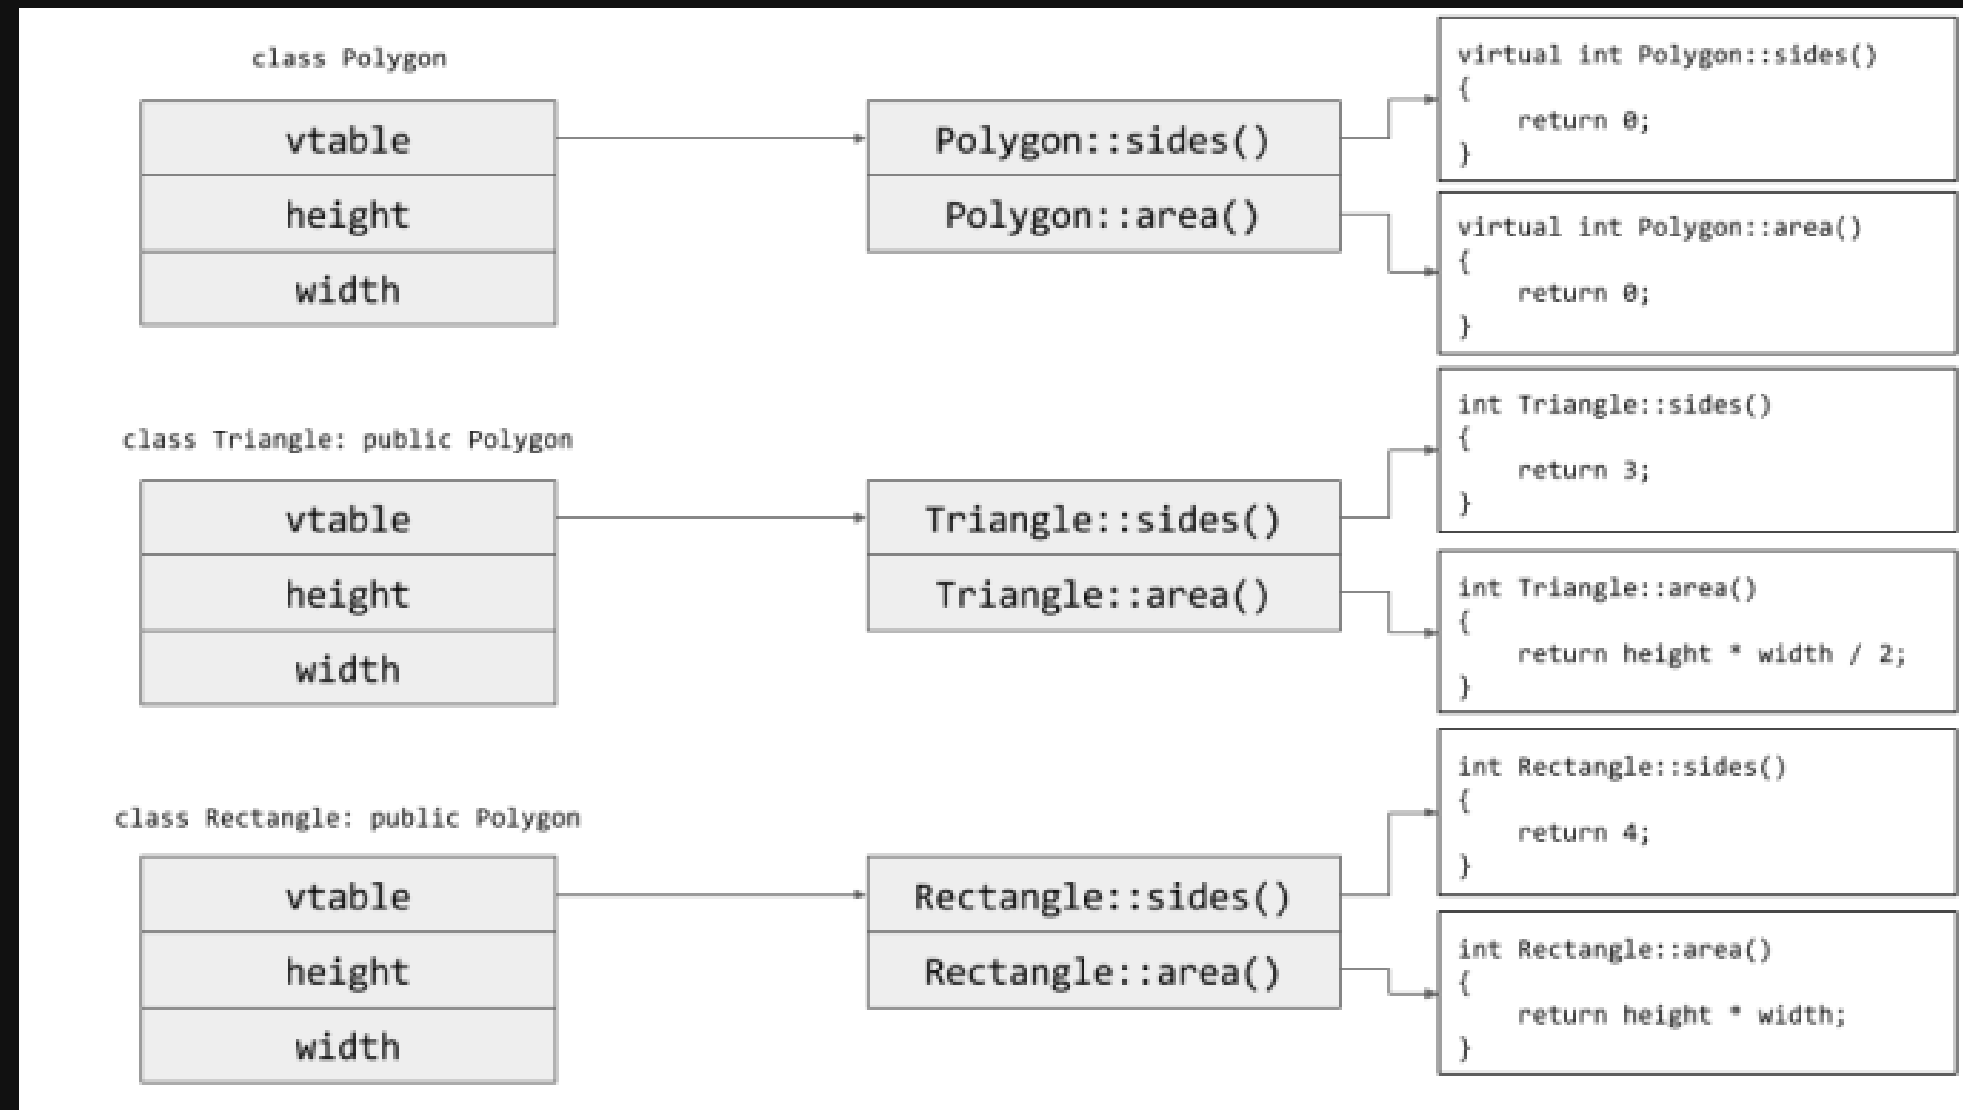 class Polygon
vtable
height
width
Polygon::sides()
Polygon::area()
virtual int Polygon::sides()
{
    return 0;
}
virtual int Polygon::area()
{
    return 0;
}
class Triangle: public Polygon
vtable
height
width
Triangle::sides()
Triangle::area()
int Triangle::sides()
{
    return 3;
}
int Triangle::area()
{
    return height * width / 2;
}
class Rectangle: public Polygon
vtable
height
width
Rectangle::sides()
Rectangle::area()
int Rectangle::sides()
{
    return 4;
}
int Rectangle::area()
{
    return height * width;
}